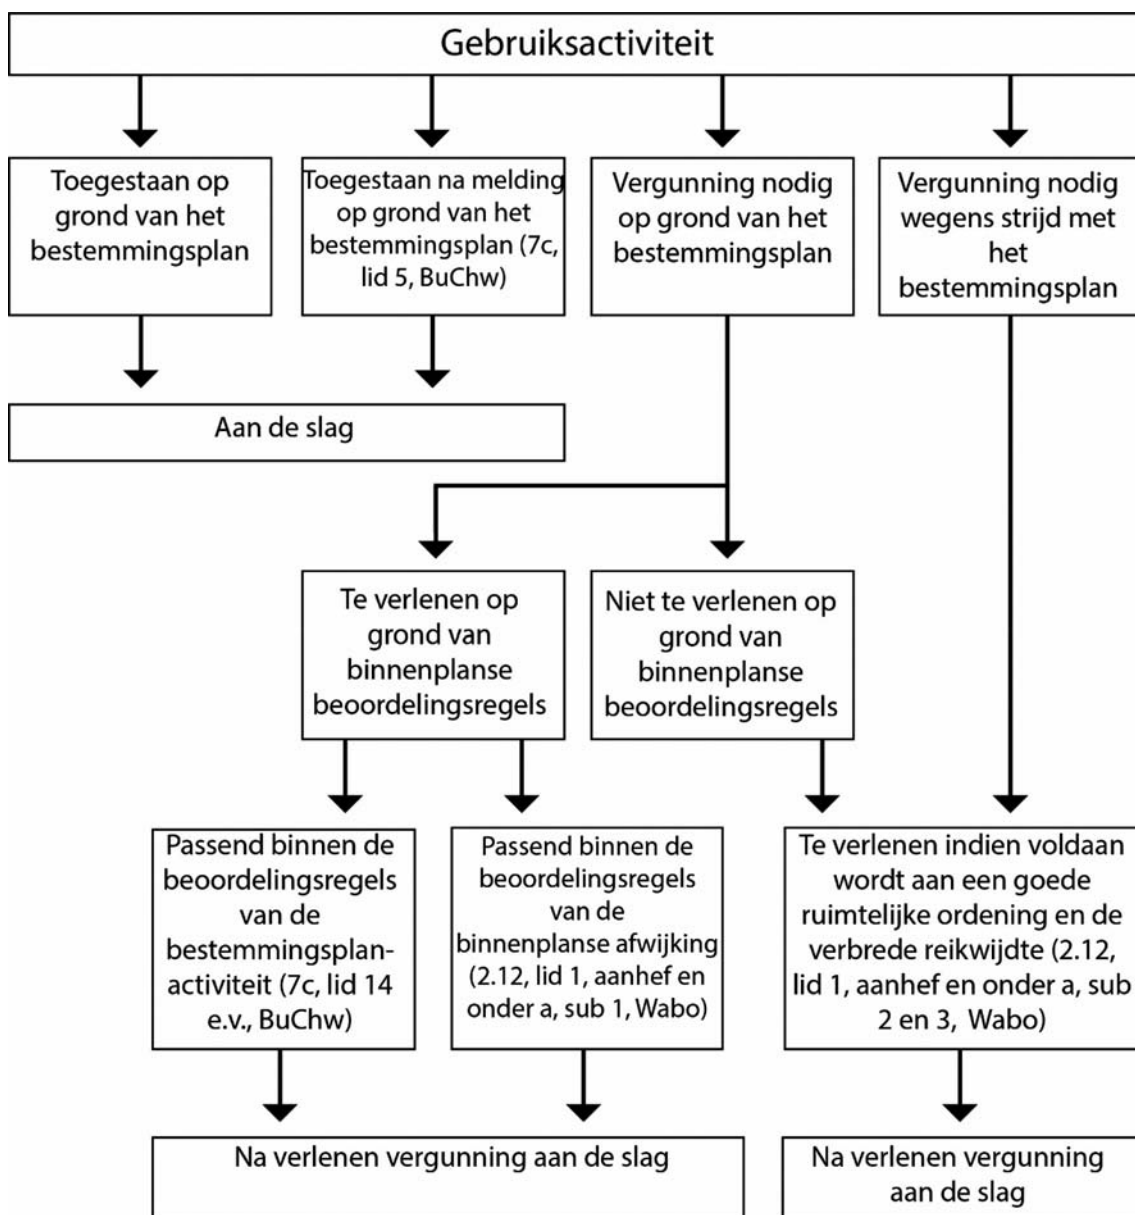 Gebruiksactiviteit
Toegestaan op
grond van het
bestemmingsplan
Toegestaan na melding
op grond van het
bestemmingsplan (7c,
lid 5, BuChw)
Vergunning nodig
op grond van het
bestemmingsplan
Vergunning nodig
wegens strijd met
het
bestemmingsplan
Aan de slag
Te verlenen op
grond van
binnenplanse
beoordelingsregels
Niet te verlenen op
grond van
binnenplanse
beoordelingsregels
Passend binnen de
beoordelingsregels
van de
bestemmingsplan-
activiteit (7c, lid 14
e.v., BuChw)
Passend binnen de
beoordelingsregels
van de
binnenplanse afwijking
(2.12, lid 1, aanhef en
onder a, sub 1, Wabo)
Te verlenen indien voldaan
wordt aan een goede
ruimtelijke ordening en de
verbrede reikwijdte (2.12,
lid 1, aanhef en onder a, sub
2 en 3, Wabo)
Na verlenen vergunning aan de slag
Na verlenen vergunning
aan de slag